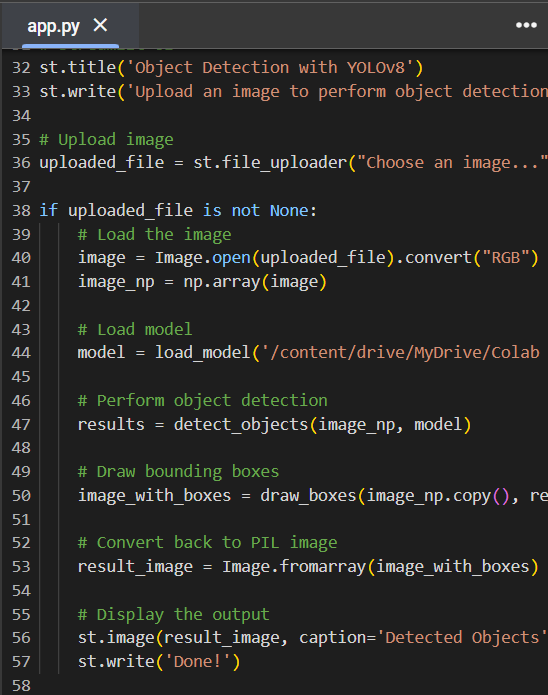 app.py ✕ •••
32 st.title('Object Detection with YOLOv8')
33 st.write('Upload an image to perform object detection
34
35 # Upload image
36 uploaded_file = st.file_uploader("Choose an image..."
37
38 if uploaded_file is not None:
39     # Load the image
40     image = Image.open(uploaded_file).convert("RGB")
41     image_np = np.array(image)
42
43     # Load model
44     model = load_model('/content/drive/MyDrive/Colab
45
46     # Perform object detection
47     results = detect_objects(image_np, model)
48
49     # Draw bounding boxes
50     image_with_boxes = draw_boxes(image_np.copy(), re
51
52     # Convert back to PIL image
53     result_image = Image.fromarray(image_with_boxes)
54
55     # Display the output
56     st.image(result_image, caption='Detected Objects'
57     st.write('Done!')
58